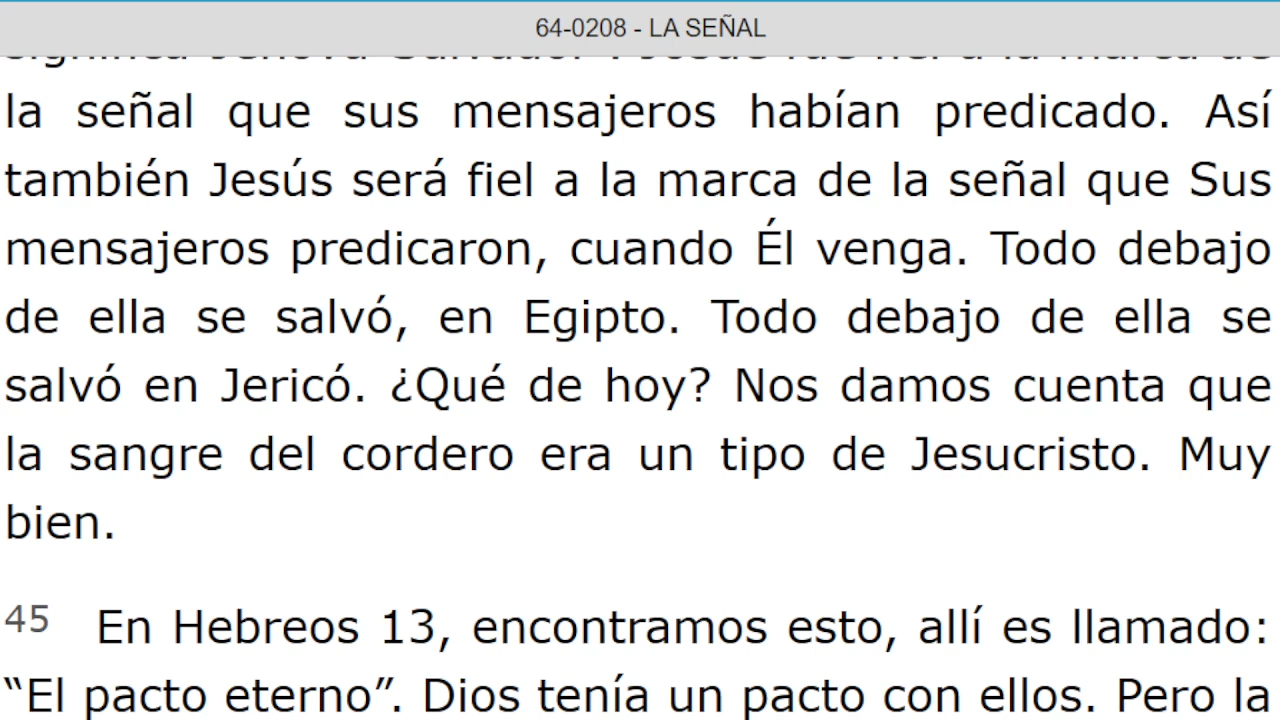 64-0208 - LA SEÑAL
la señal que sus mensajeros habían predicado. Así
también Jesús será fiel a la marca de la señal que Sus
mensajeros predicaron, cuando Él venga. Todo debajo
de ella se salvó, en Egipto. Todo debajo de ella se
salvó en Jericó. ¿Qué de hoy? Nos damos cuenta que
la sangre del cordero era un tipo de Jesucristo. Muy
bien.
45 En Hebreos 13, encontramos esto, allí es llamado:
“El pacto eterno”. Dios tenía un pacto con ellos. Pero la